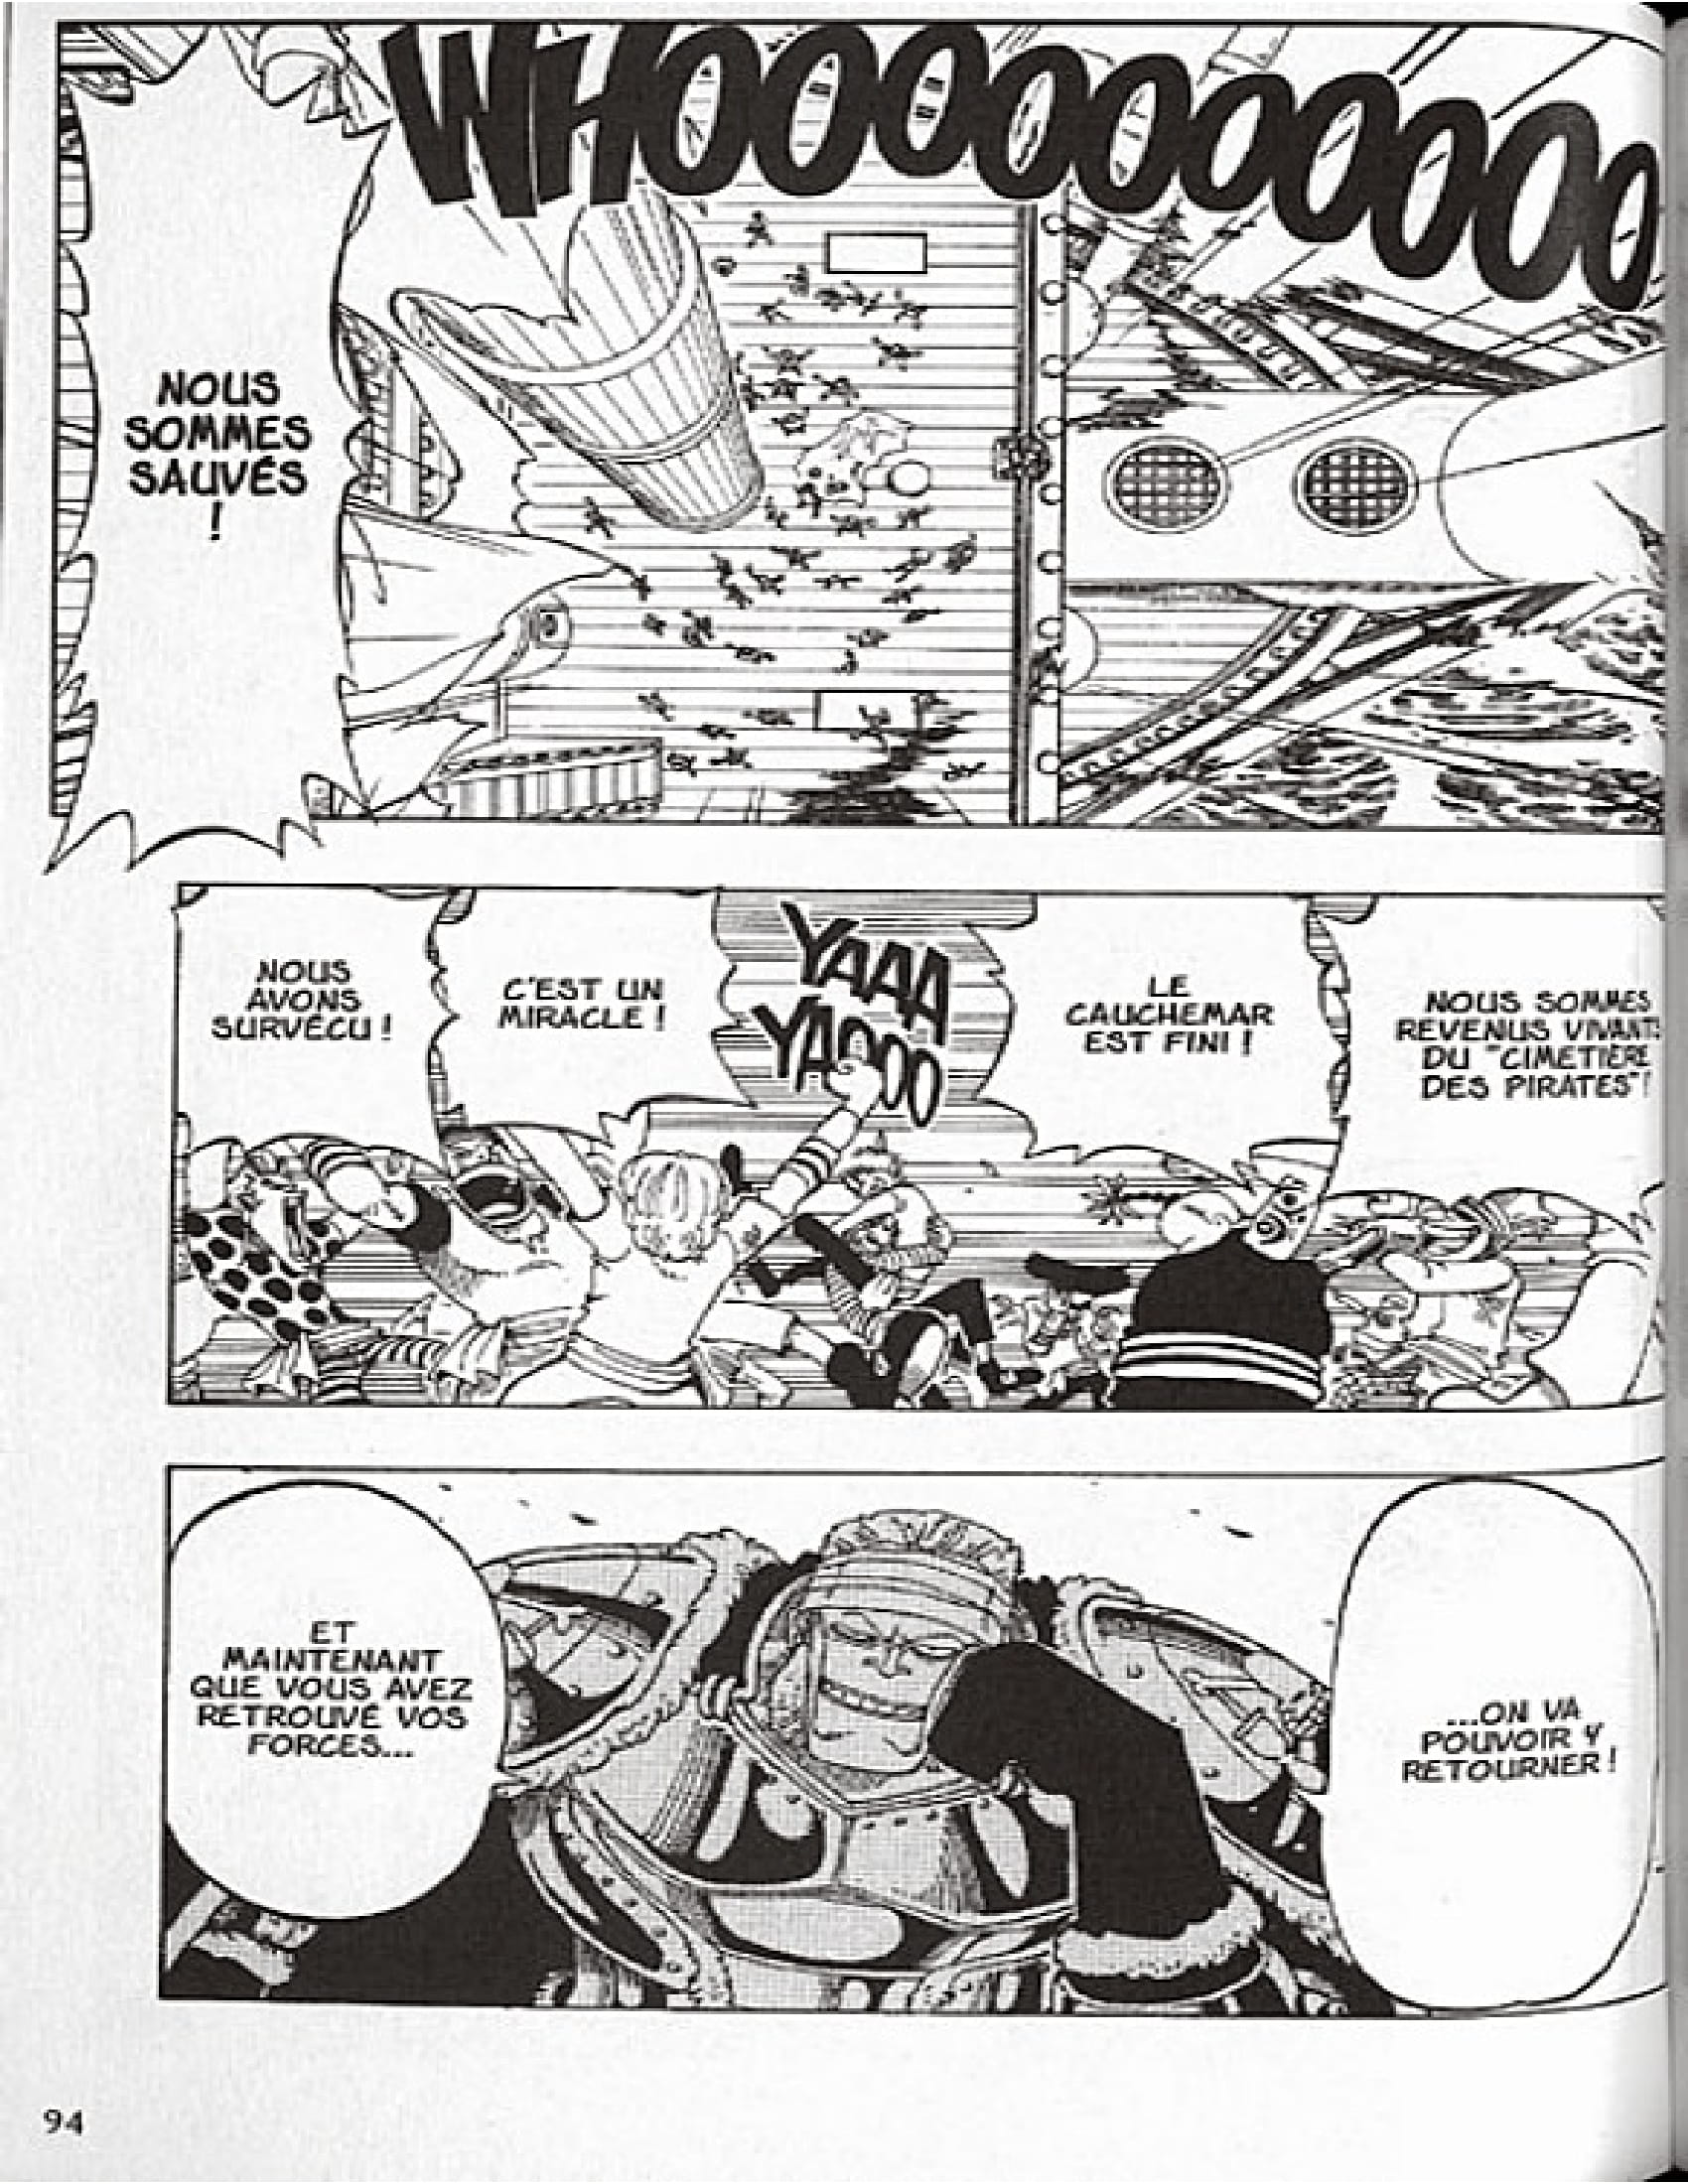 WHOOOOOOOOOO
NOUS
SOMMES
SAUVÉS
!
NOUS
AVONS
SURVÉCU !
C'EST UN
MIRACLE !
YAAA
YAOOO
LE
CAUCHEMAR
EST FINI !
NOUS SOMMES
REVENUS VIVANTS
DU "CIMETIÈRE
DES PIRATES" !
ET
MAINTENANT
QUE VOUS AVEZ
RETROUVÉ VOS
FORCES...
...ON VA
POUVOIR Y
RETOURNER !
94